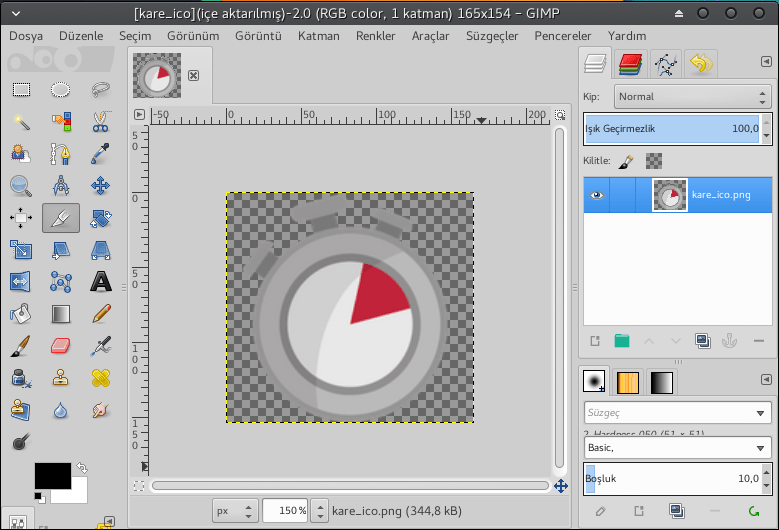 [kare_ico](içe aktarılmış)-2.0 (RGB color, 1 katman) 165x154 – GIMP
Dosya Düzenle Seçim Görünüm Görüntü Katman Renkler Araçlar Süzgeçler Pencereler Yardım
Kip: Normal
-50 0 50 100 150 200
Işık Geçirmezlik 100,0
50
Kilitle:
0
kare_ico.png
50
100
150
Süzgeç
2. Hardness 050 (51 × 51)
Basic,
Boşluk 10,0
px 150 % kare_ico.png (344,8 kB)